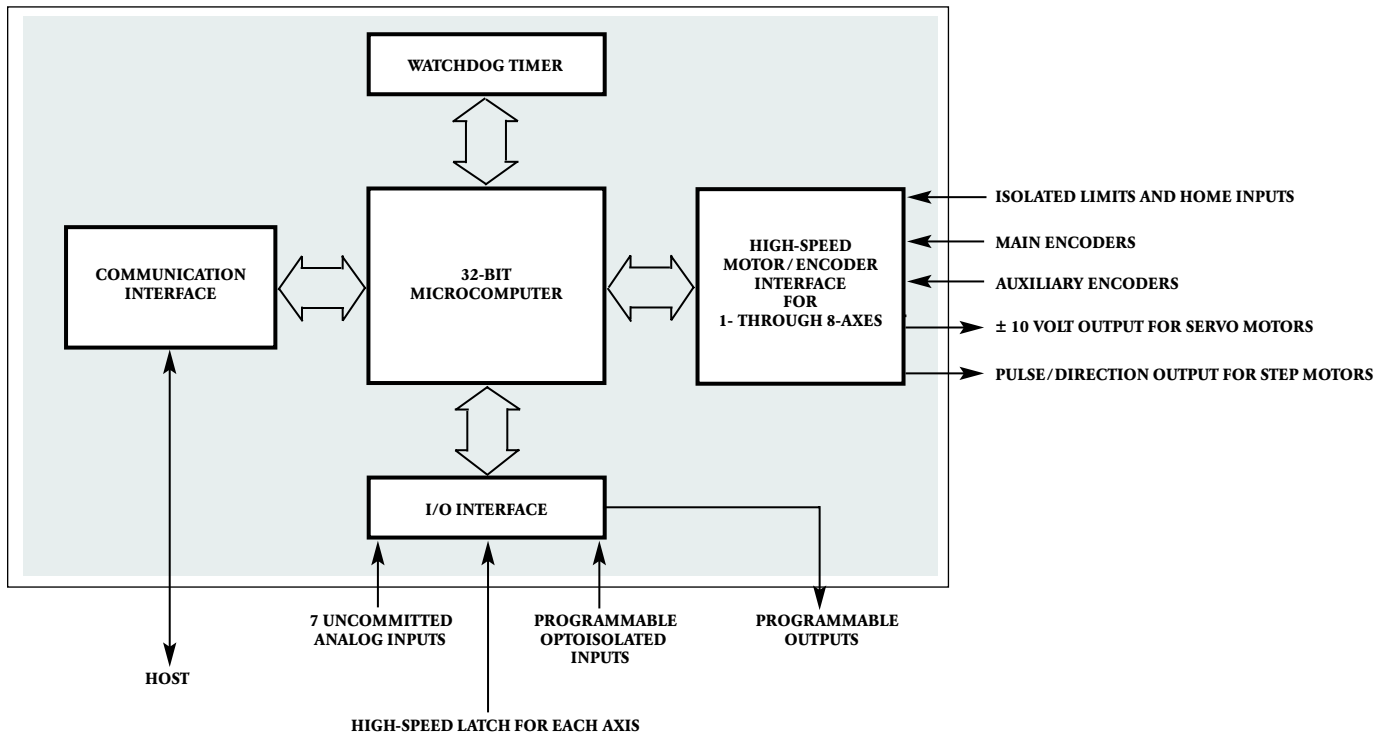 WATCHDOG TIMER
COMMUNICATION
INTERFACE
32-BIT
MICROCOMPUTER
HIGH-SPEED
MOTOR/ENCODER
INTERFACE
FOR
1- THROUGH 8-AXES
ISOLATED LIMITS AND HOME INPUTS
MAIN ENCODERS
AUXILIARY ENCODERS
± 10 VOLT OUTPUT FOR SERVO MOTORS
PULSE/DIRECTION OUTPUT FOR STEP MOTORS
I/O INTERFACE
7 UNCOMMITTED
ANALOG INPUTS
PROGRAMMABLE
OPTOISOLATED
INPUTS
PROGRAMMABLE
OUTPUTS
HOST
HIGH-SPEED LATCH FOR EACH AXIS